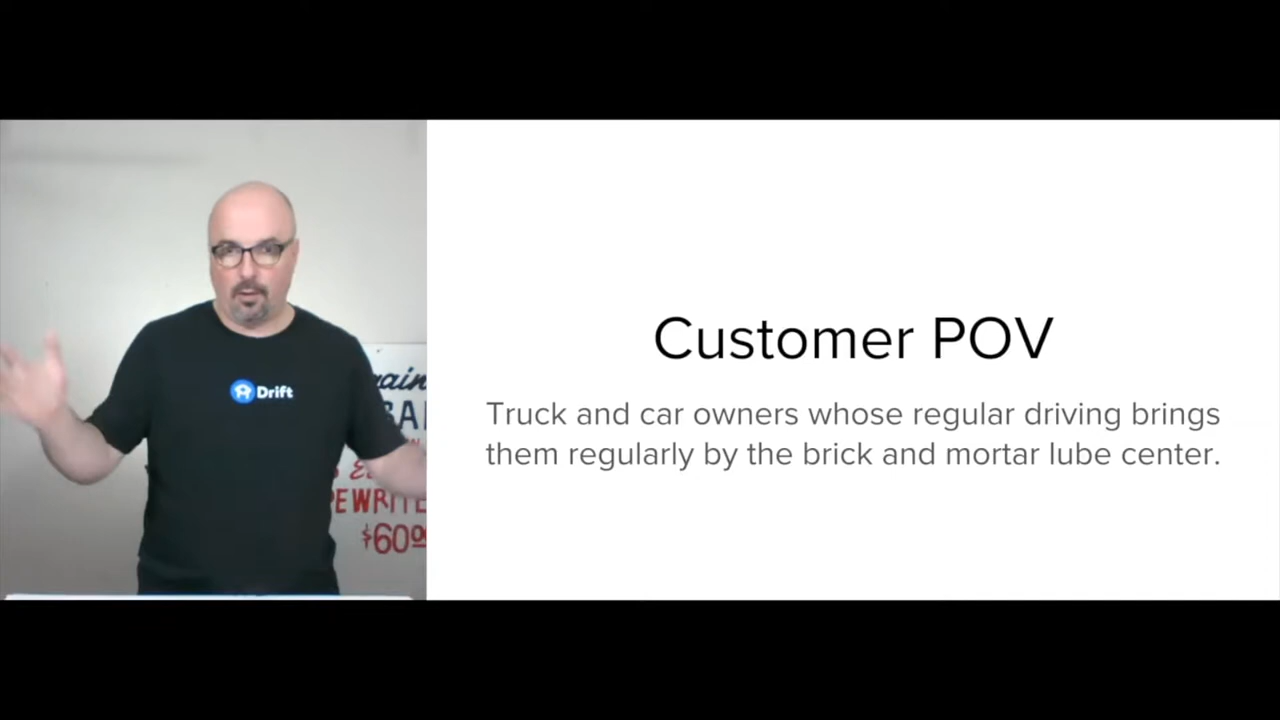 Drift
$6000
Customer POV
Truck and car owners whose regular driving brings
them regularly by the brick and mortar lube center.